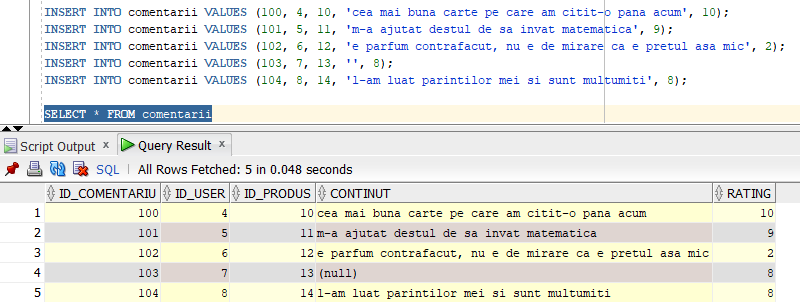 INSERT INTO comentarii VALUES (100, 4, 10, 'cea mai buna carte pe care am citit-o pana acum', 10);
INSERT INTO comentarii VALUES (101, 5, 11, 'm-a ajutat destul de sa invat matematica', 9);
INSERT INTO comentarii VALUES (102, 6, 12, 'e parfum contrafacut, nu e de mirare ca e pretul asa mic', 2);
INSERT INTO comentarii VALUES (103, 7, 13, '', 8);
INSERT INTO comentarii VALUES (104, 8, 14, 'l-am luat parintilor mei si sunt multumiti', 8);
SELECT * FROM comentarii
Script Output x Query Result x
SQL | All Rows Fetched: 5 in 0.048 seconds
ID_COMENTARIU ID_USER ID_PRODUS CONTINUT RATING
1 100 4 10 cea mai buna carte pe care am citit-o pana acum 10
2 101 5 11 m-a ajutat destul de sa invat matematica 9
3 102 6 12 e parfum contrafacut, nu e de mirare ca e pretul asa mic 2
4 103 7 13 (null) 8
5 104 8 14 l-am luat parintilor mei si sunt multumiti 8